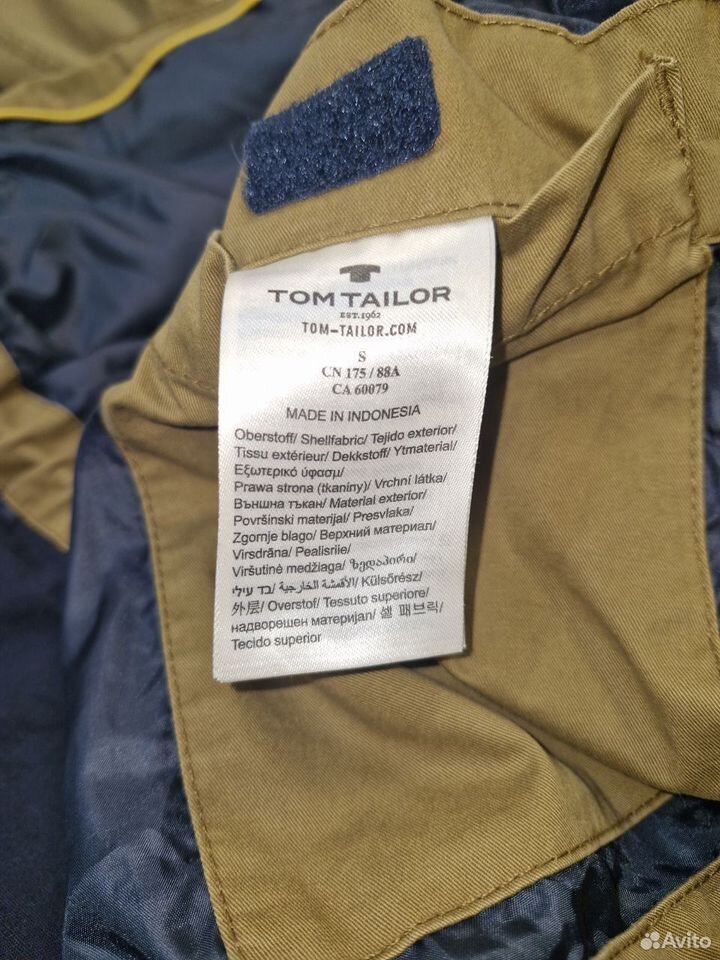 TOM TAILOR
EST.1962
TOM-TAILOR.COM
S
CN 175 / 88A
CA 60079
MADE IN INDONESIA
Oberstoff/ Shellfabric/ Tejido exterior/
Tissu extérieur/ Dekkstoff/ Ytmaterial/
Εξωτερικό ύφασμ/
Prawa strona (tkaniny)/ Vrchní látka/
Външна тъкан/ Material exterior/
Površinski materijal/ Presvlaka/
Zgornje blago/ Верхний материал/
Virsdrāna/ Pealisriie/
Viršutinė medžiaga/ ზედაპირი/
בד עילי/ الأقمشة الخارجية/ Külsőrész/
外层/ Overstof/ Tessuto superiore/
надворешен материјан/ 셸 패브릭/
Tecido superior
Avito